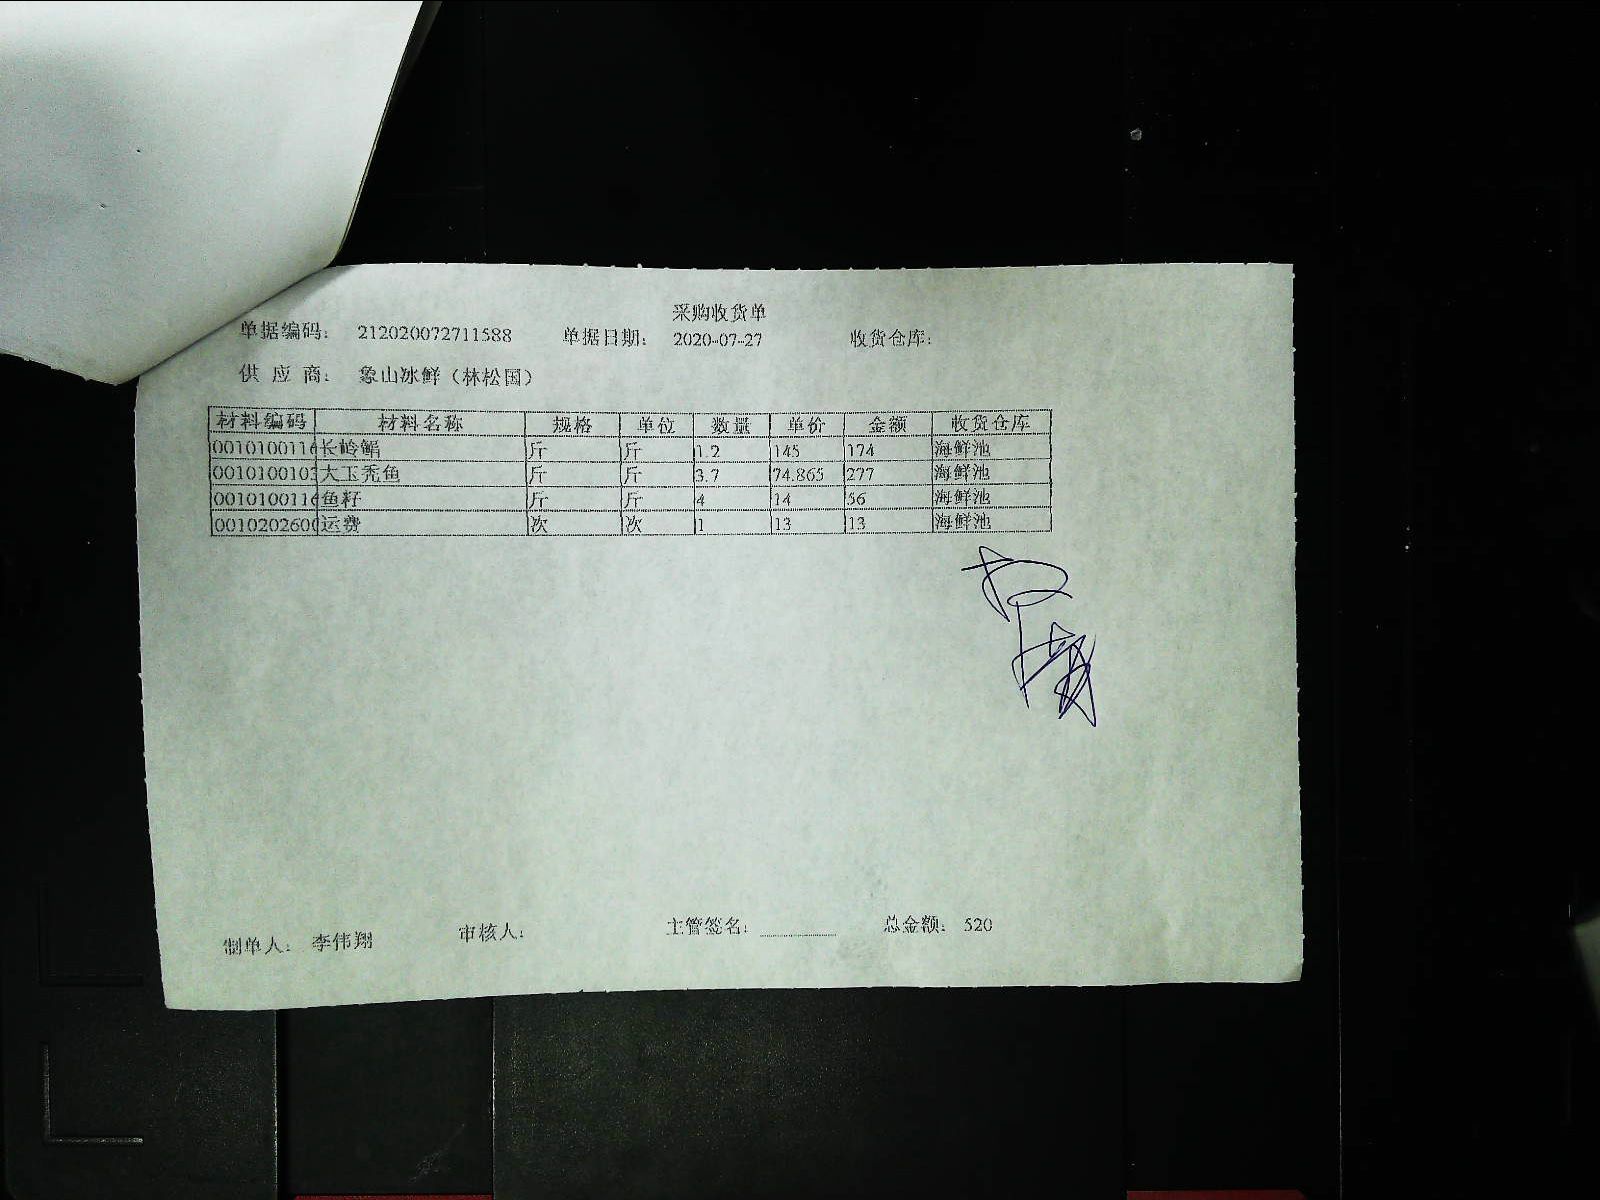 采购收货单
单据编码： 212020072711588 单据日期： 2020-07-27 收货仓库：
供 应 商： 象山冰鲜（林松国）
材料编码 材料名称 规格 单位 数量 单价 金额 收货仓库
001010011 长岭鲳 斤 斤 1.2 145 174 海鲜池
001010010 大玉秃鱼 斤 斤 3.7 74.865 277 海鲜池
001010011 鱼籽 斤 斤 4 14 56 海鲜池
001020260 运费 次 次 1 13 13 海鲜池
制单人： 李伟翔 审核人： 主管签名： 总金额： 520